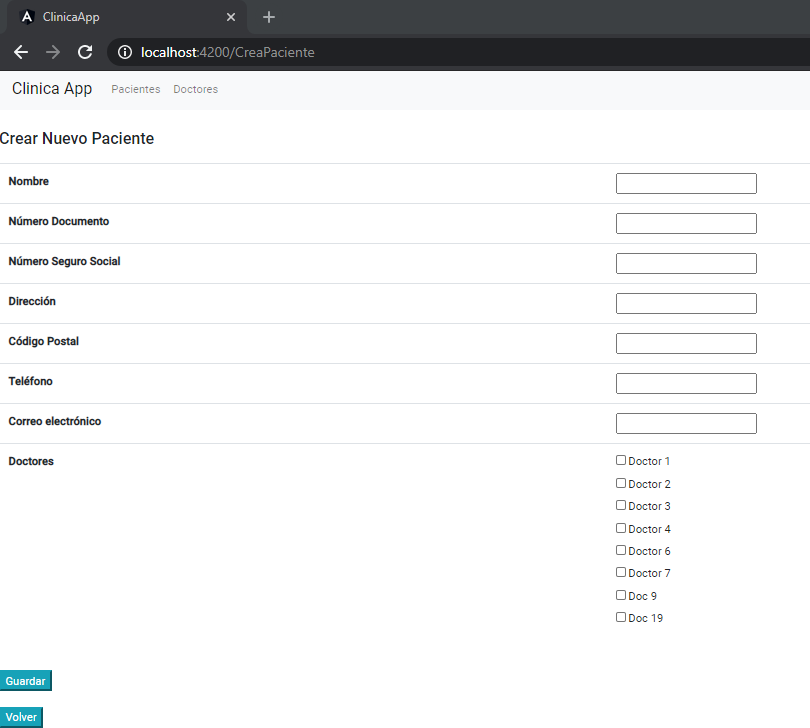 ClinicaApp
localhost:4200/CreaPaciente
Clinica App Pacientes Doctores
Crear Nuevo Paciente
Nombre
Número Documento
Número Seguro Social
Dirección
Código Postal
Teléfono
Correo electrónico
Doctores Doctor 1
Doctor 2
Doctor 3
Doctor 4
Doctor 6
Doctor 7
Doc 9
Doc 19
Guardar
Volver